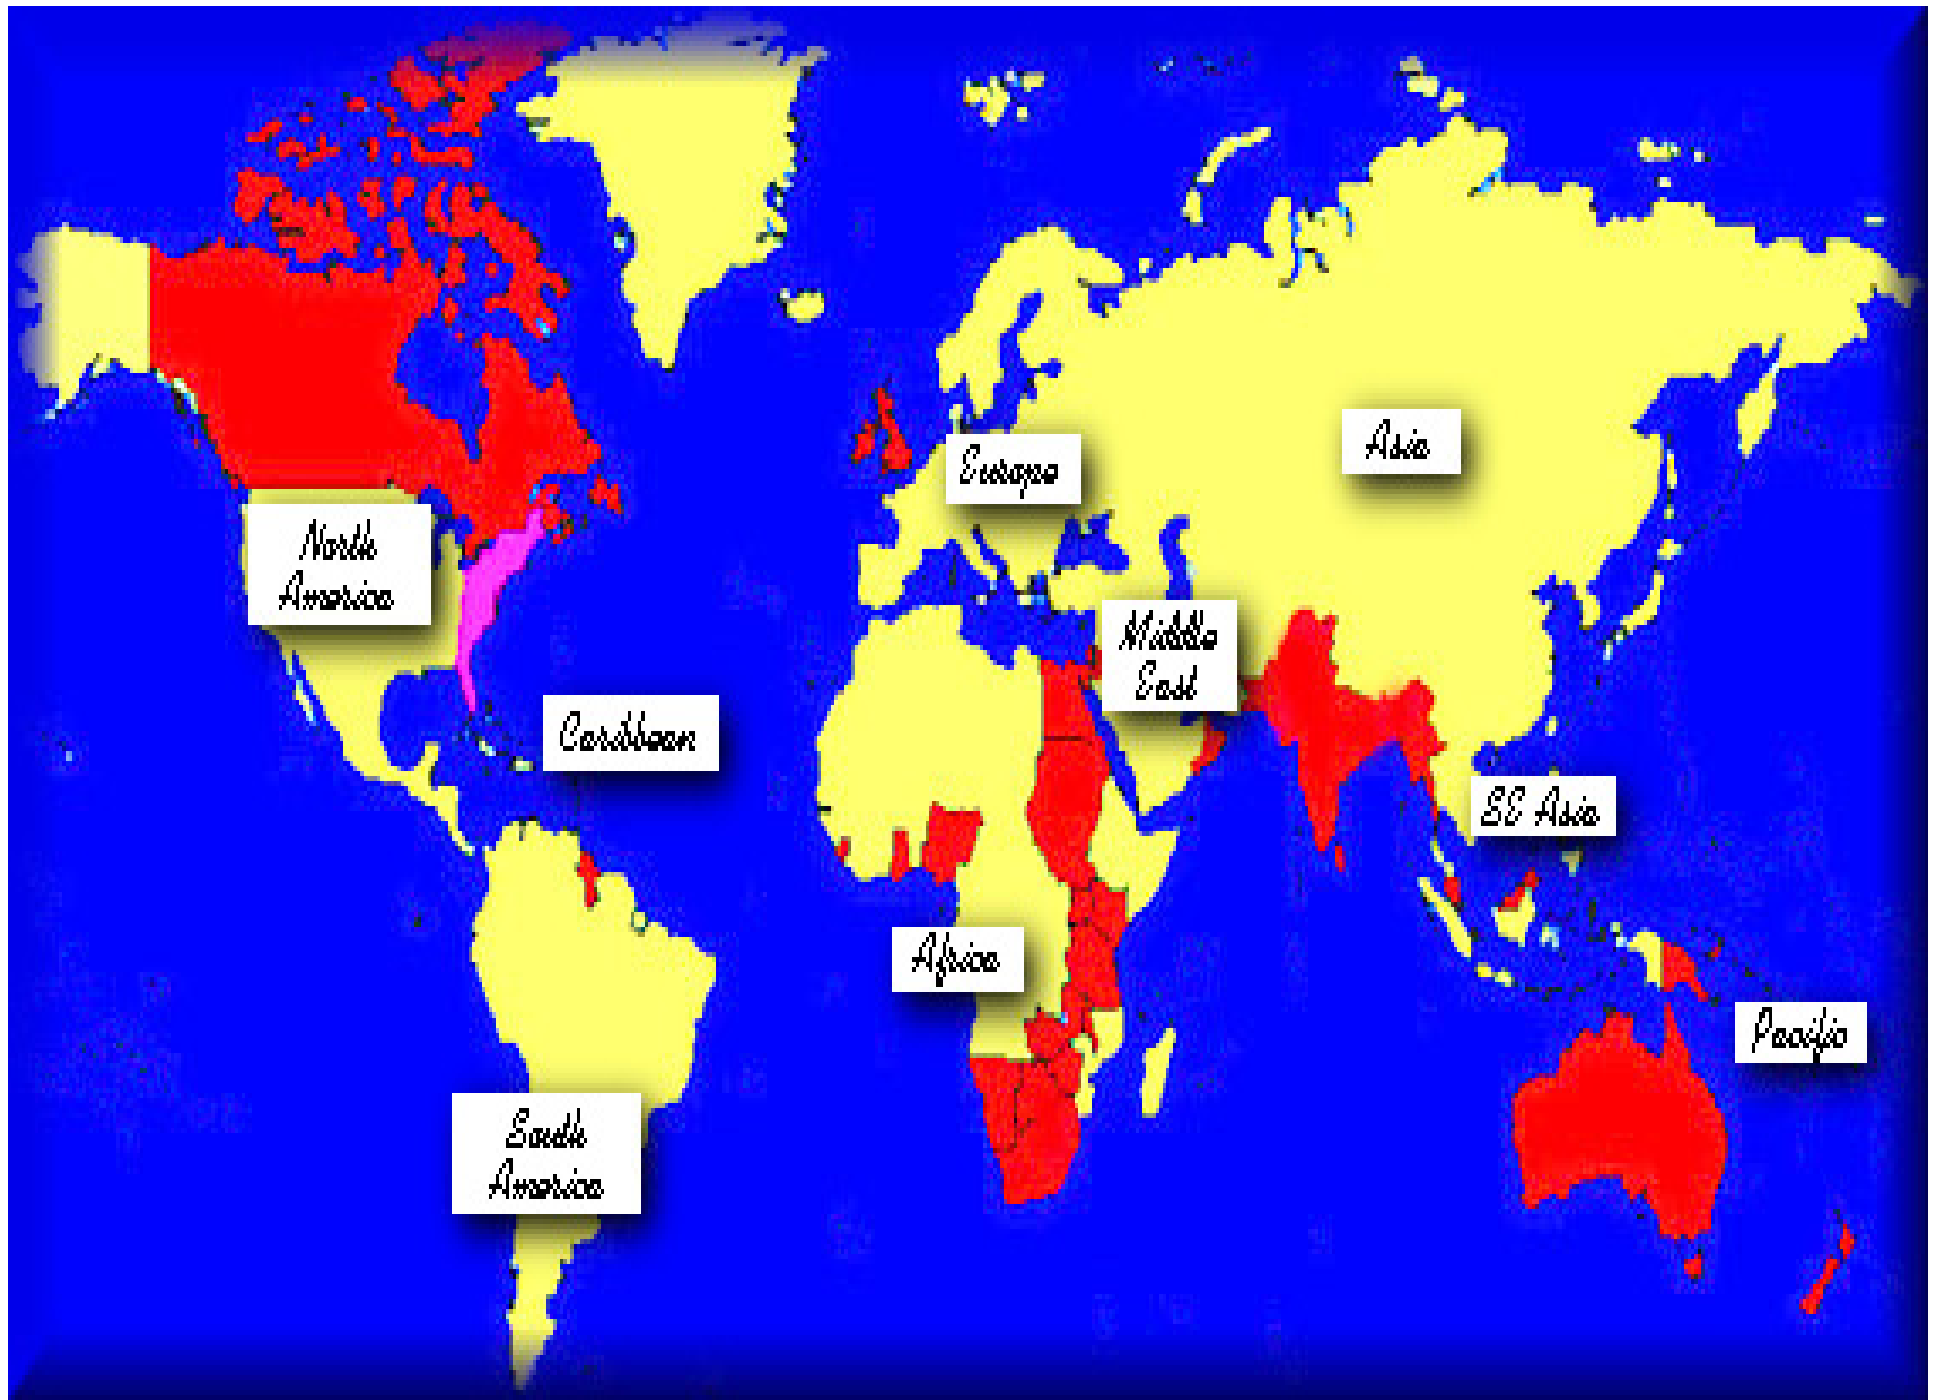 Asia
Europe
North
America
Middle
East
Caribbean
SE Asia
Africa
Pacific
South
America